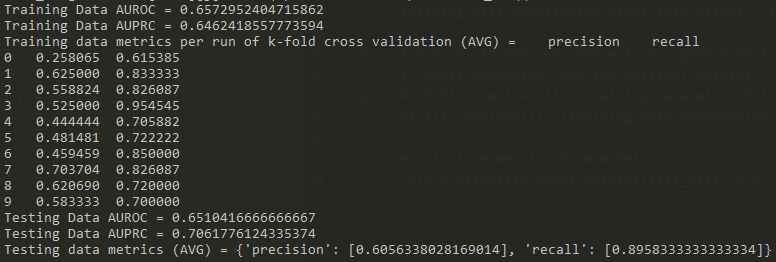 Training Data AUROC = 0.6572952404715862
Training Data AUPRC = 0.6462418557773594
Training data metrics per run of k-fold cross validation (AVG) =    precision    recall
0   0.258065  0.615385
1   0.625000  0.833333
2   0.558824  0.826087
3   0.525000  0.954545
4   0.444444  0.705882
5   0.481481  0.722222
6   0.459459  0.850000
7   0.703704  0.826087
8   0.620690  0.720000
9   0.583333  0.700000
Testing Data AUROC = 0.6510416666666667
Testing Data AUPRC = 0.7061776124335374
Testing data metrics (AVG) = {'precision': [0.6056338028169014], 'recall': [0.8958333333333334]}